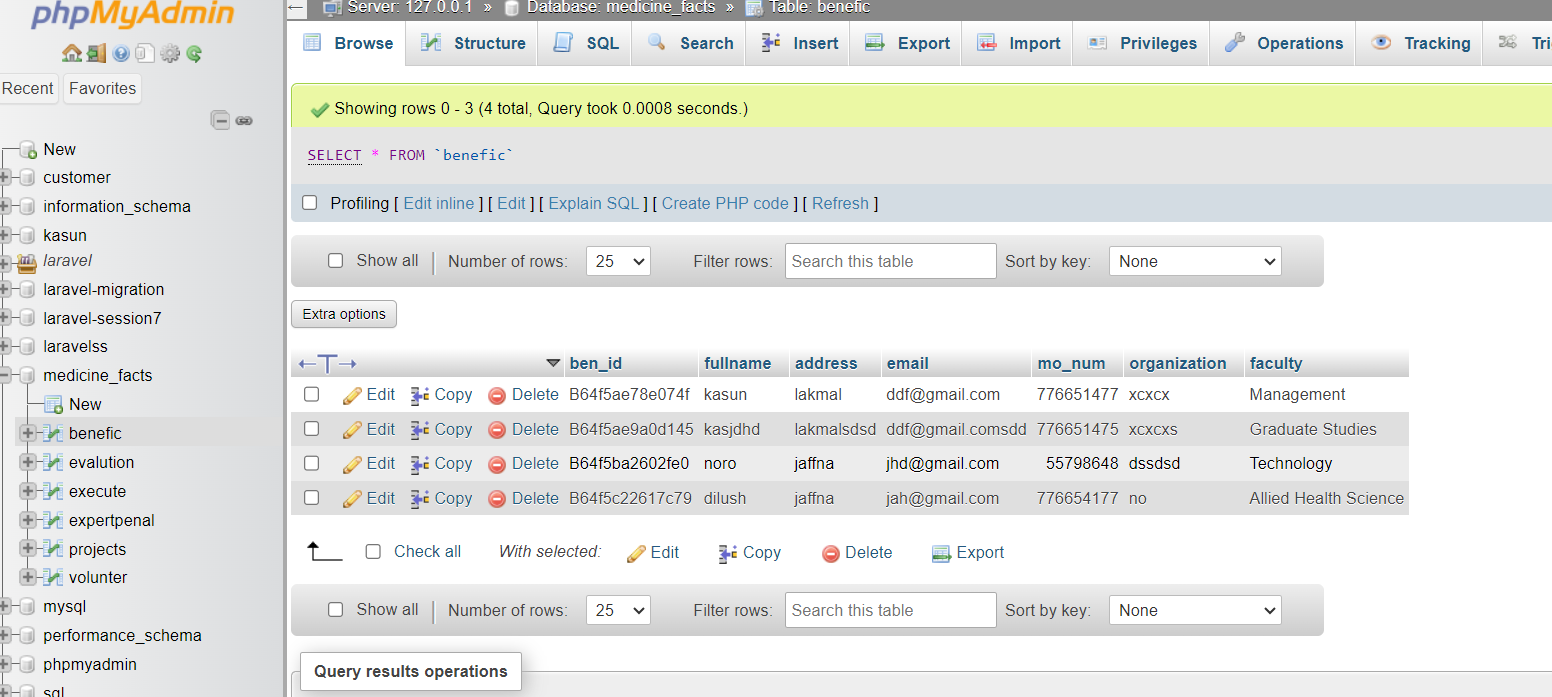 phpMyAdmin
Recent
Favorites
New
customer
information_schema
kasun
laravel
laravel-migration
laravel-session7
laravelss
medicine_facts
New
benefic
evalution
execute
expertpenal
projects
volunter
mysql
performance_schema
phpmyadmin
sql
Server: 127.0.0.1 » Database: medicine_facts » Table: benefic
Browse Structure SQL Search Insert Export Import Privileges Operations Tracking Tri
Showing rows 0 - 3 (4 total, Query took 0.0008 seconds.)
SELECT * FROM `benefic`
Profiling [ Edit inline ] [ Edit ] [ Explain SQL ] [ Create PHP code ] [ Refresh ]
Show all | Number of rows: 25 Filter rows: Search this table Sort by key: None
Extra options
←T→ ben_id fullname address email mo_num organization faculty
Edit Copy Delete B64f5ae78e074f kasun lakmal ddf@gmail.com 776651477 xcxcx Management
Edit Copy Delete B64f5ae9a0d145 kasjdhd lakmalsdsd ddf@gmail.comsdd 776651475 xcxcxs Graduate Studies
Edit Copy Delete B64f5ba2602fe0 noro jaffna jhd@gmail.com 55798648 dssdsd Technology
Edit Copy Delete B64f5c22617c79 dilush jaffna jah@gmail.com 776654177 no Allied Health Science
Check all With selected: Edit Copy Delete Export
Show all | Number of rows: 25 Filter rows: Search this table Sort by key: None
Query results operations